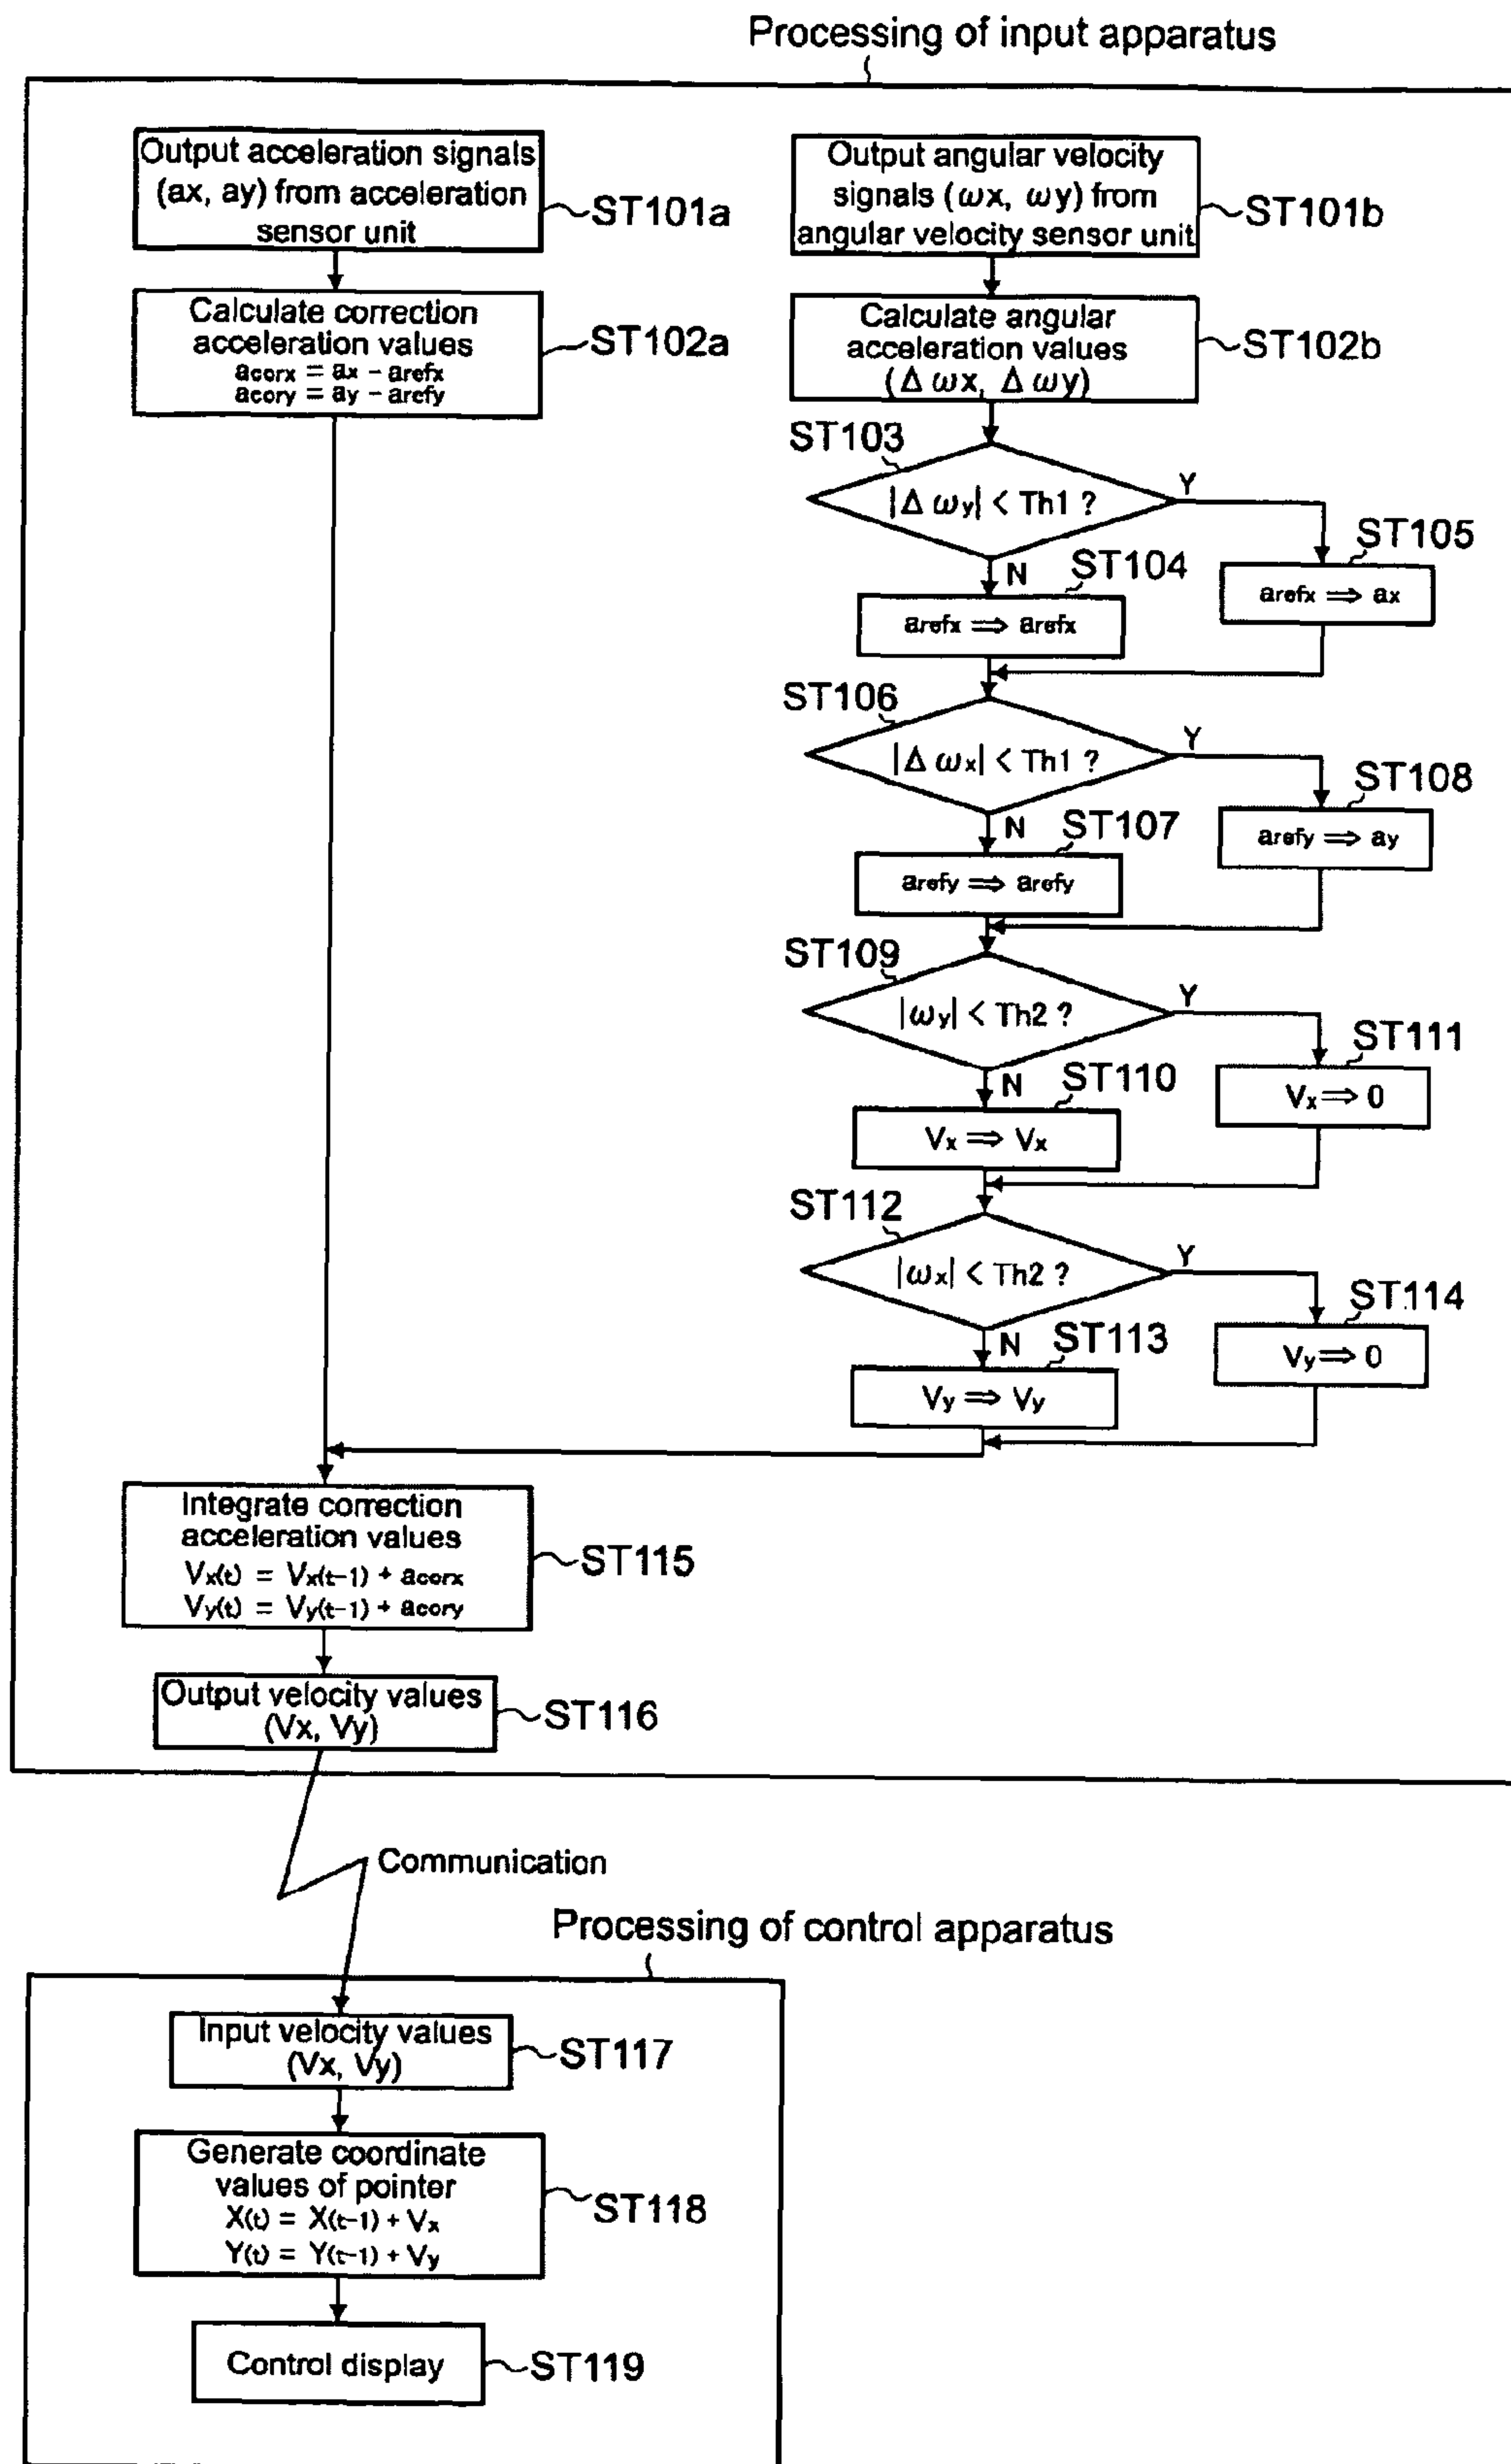 Processing of input apparatus
Output acceleration signals
(ax, ay) from acceleration
sensor unit
ST101a
Output angular velocity
signals (ωx, ωy) from
angular velocity sensor unit
ST101b
Calculate correction
acceleration values
acorx = ax - arefx
acory = ay - arefy
ST102a
Calculate angular
acceleration values
(Δωx, Δωy)
ST102b
ST103
|Δωy| < Th1 ?
Y
N
ST104
arefx ⇒ arefx
ST105
arefx ⇒ ax
ST106
|Δωx| < Th1 ?
Y
N
ST107
arefy ⇒ arefy
ST108
arefy ⇒ ay
ST109
|ωy| < Th2 ?
Y
N
ST110
Vx ⇒ Vx
ST111
Vx ⇒ 0
ST112
|ωx| < Th2 ?
Y
N
ST113
Vy ⇒ Vy
ST114
Vy ⇒ 0
Integrate correction
acceleration values
Vx(t) = Vx(t-1) + acorx
Vy(t) = Vy(t-1) + acory
ST115
Output velocity values
(Vx, Vy)
ST116
Communication
Processing of control apparatus
Input velocity values
(Vx, Vy)
ST117
Generate coordinate
values of pointer
X(t) = X(t-1) + Vx
Y(t) = Y(t-1) + Vy
ST118
Control display
ST119